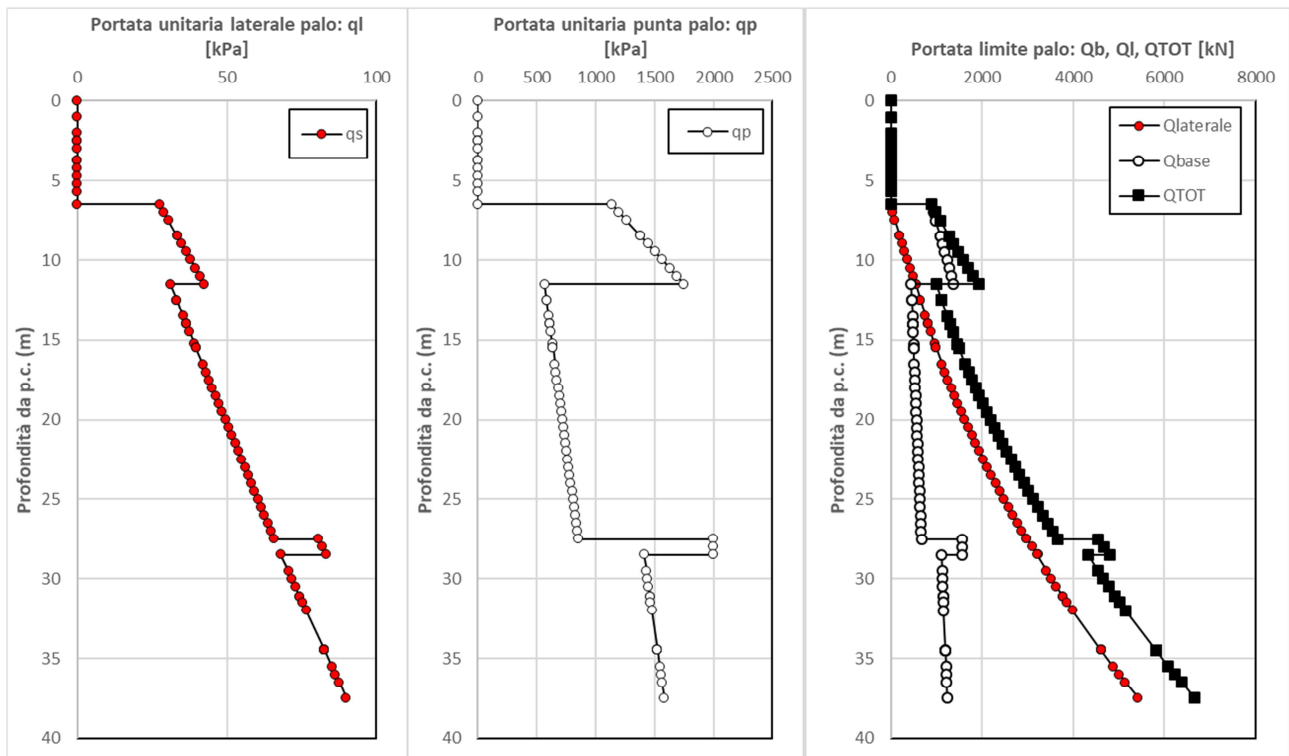 Portata unitaria laterale palo: ql
[kPa]
0 50 100
0
5
10
15
20
25
30
35
40
Profondità da p.c. (m)
qs
Portata unitaria punta palo: qp
[kPa]
0 500 1000 1500 2000 2500
0
5
10
15
20
25
30
35
40
Profondità da p.c. (m)
qp
Portata limite palo: Qb, Ql, QTOT [kN]
0 2000 4000 6000 8000
0
5
10
15
20
25
30
35
40
Profondità da p.c. (m)
Qlaterale
Qbase
QTOT